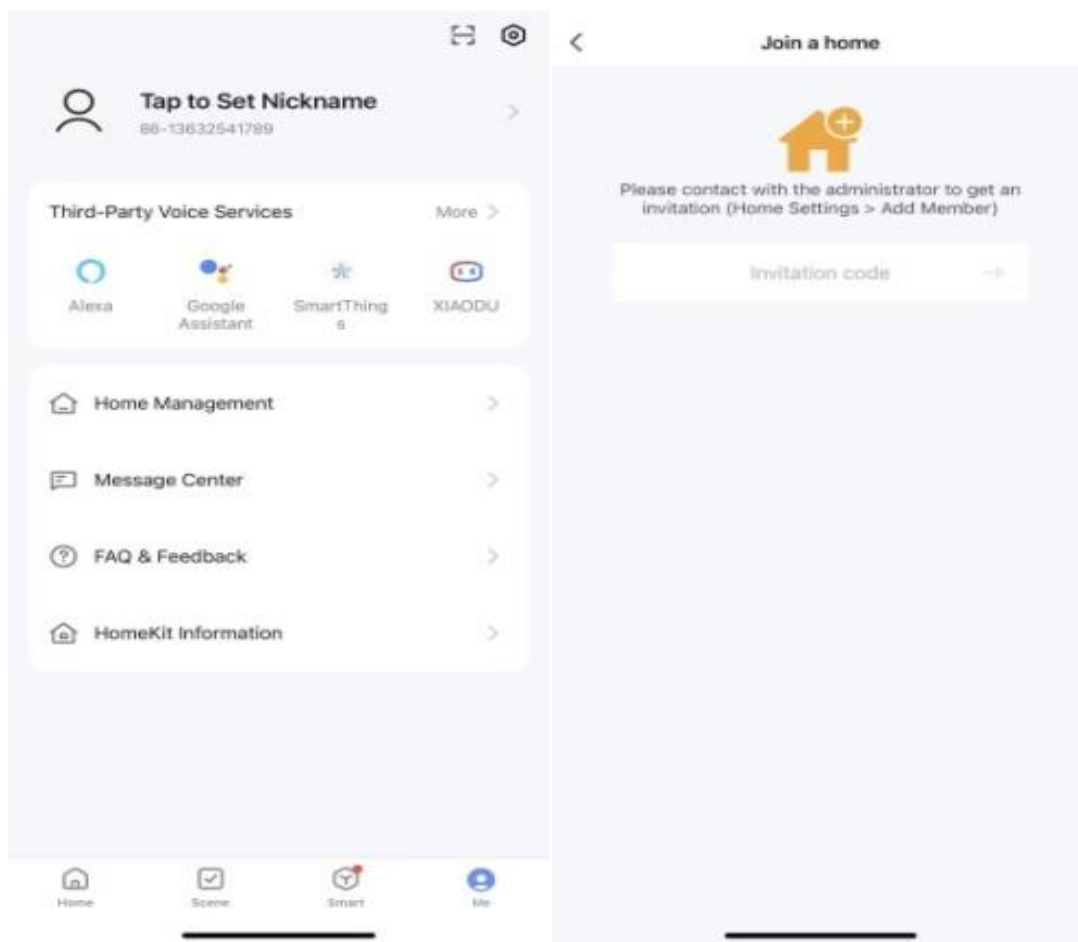 Tap to Set Nickname
86-13632541789
Third-Party Voice Services
More >
Alexa
Google
Assistant
SmartThing
s
XIAODU
Home Management
Message Center
FAQ & Feedback
HomeKit Information
Home
Scene
Smart
Me
Join a home
Please contact with the administrator to get an
invitation (Home Settings > Add Member)
Invitation code